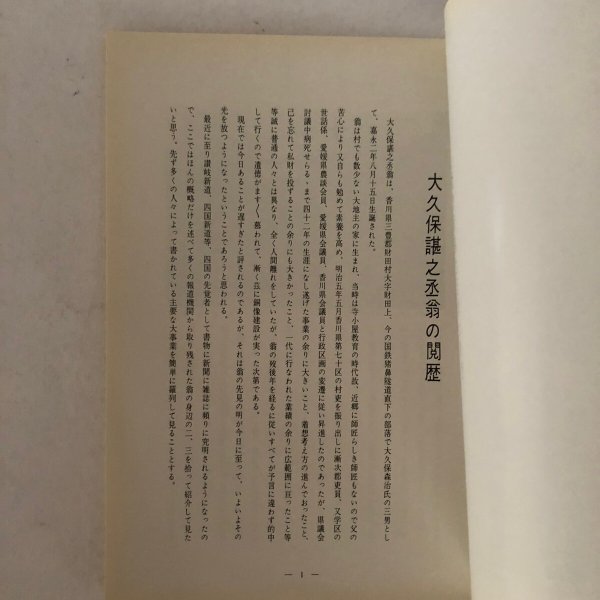 大久保諶之丞翁の閲歴
大久保諶之丞翁は、香川県三豊郡財田村大字財田上、今の国鉄猪鼻隧道直下の部落で大久保森治氏の三男とし
て、嘉永二年八月十五日生誕された。
翁は村でも数少ない大地主の家に生まれ、当時は寺小屋教育の時代故、近郷に師匠らしき師匠もないので父の
苦心により又自らも勉めて素養を高め、明治五年五月香川県第七十区の村吏を振り出しに漸次郡吏員、又学区の
世話係、愛媛県農談会員、愛媛県会議員、香川県会議員と行政区画の変遷に従い昇進したのであったが、県議会
討議中病死せらるゝまで四十二年の生涯になし遂げた事業の余りに大きいこと、着想考え方の進んでおったこと、
己を忘れて私財を投ずることの余りにも大きかったこと、一代に行なわれた業績の余りに広範囲に亘ったこと等
等誠に普通の人々とは異なり、全く人間離れをしていたが、翁の歿後年を経るに従いすべてが予言に違わず的中
して行くので遺徳がます〱慕われて、漸く茲に銅像建設が実った次第である。
現在では今日あることが遅すぎたと評されるのであるが、それは翁の先見の明が今日に至って、いよいよその
光を放つようになったということであろうと思われる。
最近に至り讃岐新道、四国新道等、四国の先覚者として書物に新聞に雑誌に頻りに究明されるようになったの
で、ここではほんの概略だけを述べて多くの報道機関から取り残された翁の身辺の二、三を拾って紹介して見た
いと思う。先ず多くの人々によって書かれている主要な大事業を簡単に羅列して見ることとする。
— 1 —